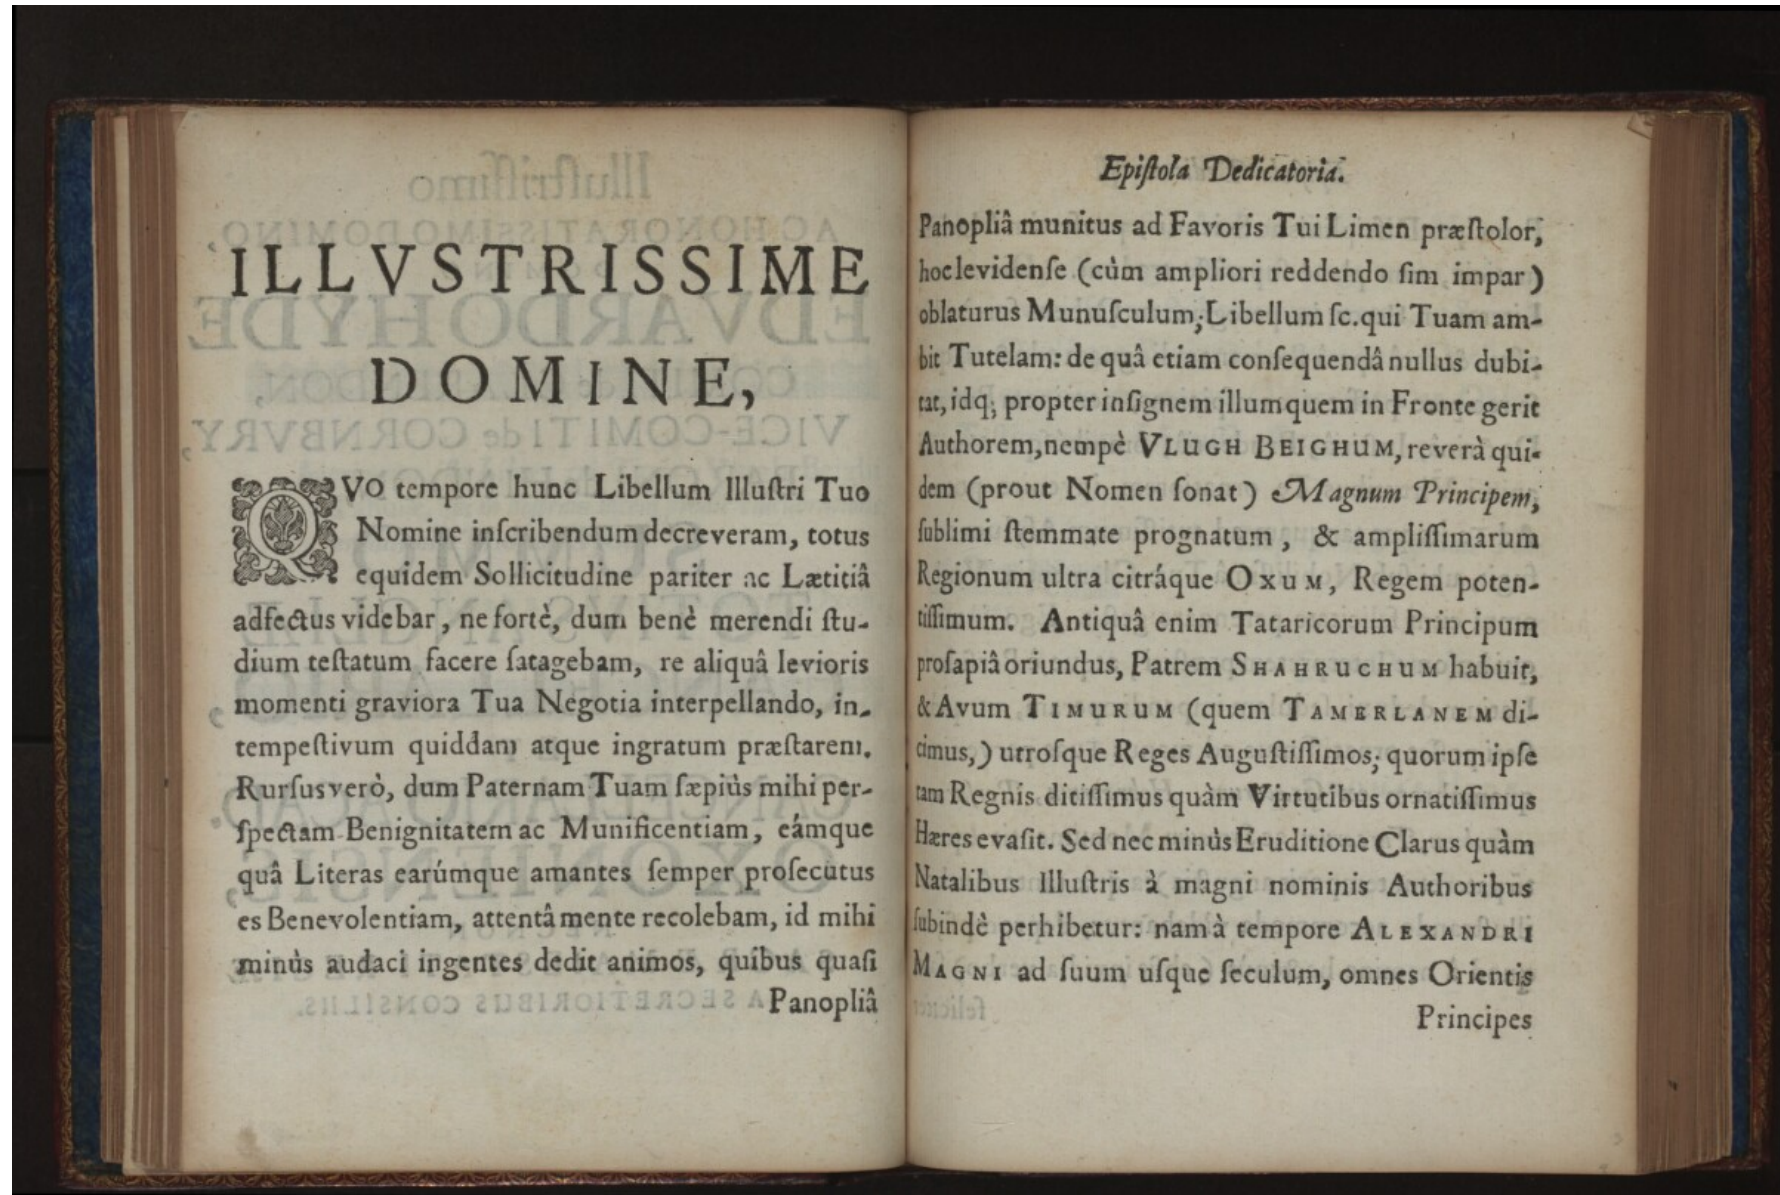 ILLVSTRISSIME
DOMINE,
QVO tempore hunc Libellum Illuſtri Tuo
Nomine inſcribendum decreveram, totus
equidem Sollicitudine pariter ac Lætitiâ
adfectus videbar, ne fortè, dum benè merendi ſtu-
dium teſtatum facere ſatagebam, re aliquâ levioris
momenti graviora Tua Negotia interpellando, in-
tempeſtivum quiddam atque ingratum præſtarem.
Rurſus verò, dum Paternam Tuam ſæpiùs mihi per-
ſpectam Benignitatem ac Munificentiam, eámque
quâ Literas earúmque amantes ſemper proſecutus
es Benevolentiam, attentâ mente recolebam, id mihi
minùs audaci ingentes dedit animos, quibus quaſi
Panopliâ
Epiſtola Dedicatoria.
Panopliâ munitus ad Favoris Tui Limen præſtolor,
hoc levidenſe (cùm ampliori reddendo ſim impar)
oblaturus Munuſculum; Libellum ſc. qui Tuam am-
bit Tutelam: de quâ etiam conſequendâ nullus dubi-
tat, idq; propter inſignem illum quem in Fronte gerit
Authorem, nempè VLUGH BEIGHUM, reverà qui-
dem (prout Nomen ſonat) Magnum Principem,
ſublimi ſtemmate prognatum, & ampliſſimarum
Regionum ultra citráque OXUM, Regem poten-
tiſſimum. Antiquâ enim Tataricorum Principum
proſapiâ oriundus, Patrem SHAHRUCHUM habuit,
& Avum TIMURUM (quem TAMERLANEM di-
cimus,) utroſque Reges Auguſtiſſimos; quorum ipſe
tam Regnis ditiſſimus quàm Virtutibus ornatiſſimus
Hæres evaſit. Sed nec minùs Eruditione Clarus quàm
Natalibus Illuſtris à magni nominis Authoribus
ſubindè perhibetur: nam à tempore ALEXANDRI
MAGNI ad ſuum uſque ſeculum, omnes Orientis
Principes